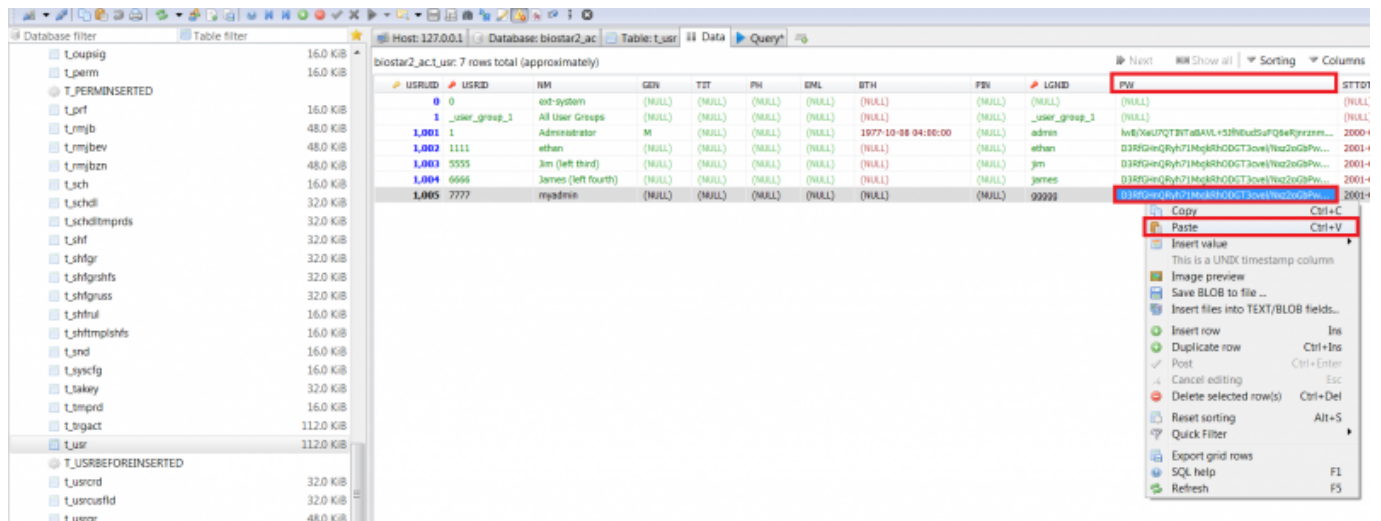 Database filter Table filter
Host: 127.0.0.1 Database: biostar2_ac Table: t_usr Data Query*
biostar2_ac.t_usr: 7 rows total (approximately) Next Show all Sorting Columns
t_oupsig 16.0 KiB
t_perm 16.0 KiB
T_PERMINSERTED
t_prf 16.0 KiB
t_rmjb 48.0 KiB
t_rmjbev 48.0 KiB
t_rmjbzn 48.0 KiB
t_sch 16.0 KiB
t_schdl 32.0 KiB
t_schdltmprds 32.0 KiB
t_shf 32.0 KiB
t_shfgr 32.0 KiB
t_shfgrshfs 32.0 KiB
t_shfgruss 32.0 KiB
t_shfrul 16.0 KiB
t_shftmplshfs 16.0 KiB
t_snd 16.0 KiB
t_syscfg 16.0 KiB
t_takey 32.0 KiB
t_tmprd 16.0 KiB
t_trgact 112.0 KiB
t_usr 112.0 KiB
T_USRBEFOREINSERTED
t_usrcrd 32.0 KiB
t_usrcusfld 32.0 KiB
t_usrgr 48.0 KiB
USRUID USRID NM GEN TIT PH EML BTH PIN LGNID PW STTDT
0 0 ext-system (NULL) (NULL) (NULL) (NULL) (NULL) (NULL) (NULL) (NULL) (NULL)
1 _user_group_1 All User Groups (NULL) (NULL) (NULL) (NULL) (NULL) (NULL) _user_group_1 (NULL) (NULL)
1,001 1 Administrator M (NULL) (NULL) (NULL) 1977-10-08 04:00:00 (NULL) admin 2000-
1,002 1111 ethan (NULL) (NULL) (NULL) (NULL) (NULL) (NULL) ethan 2001-
1,003 5555 Jim (left third) (NULL) (NULL) (NULL) (NULL) (NULL) (NULL) jim 2001-
1,004 6666 James (left fourth) (NULL) (NULL) (NULL) (NULL) (NULL) (NULL) james 2001-
1,005 7777 myadmin (NULL) (NULL) (NULL) (NULL) (NULL) (NULL) ggggg 2001-
Copy Ctrl+C
Paste Ctrl+V
Insert value
This is a UNIX timestamp column
Image preview
Save BLOB to file ...
Insert files into TEXT/BLOB fields...
Insert row Ins
Duplicate row Ctrl+Ins
Post Ctrl+Enter
Cancel editing Esc
Delete selected row(s) Ctrl+Del
Reset sorting Alt+S
Quick Filter
Export grid rows
SQL help F1
Refresh F5